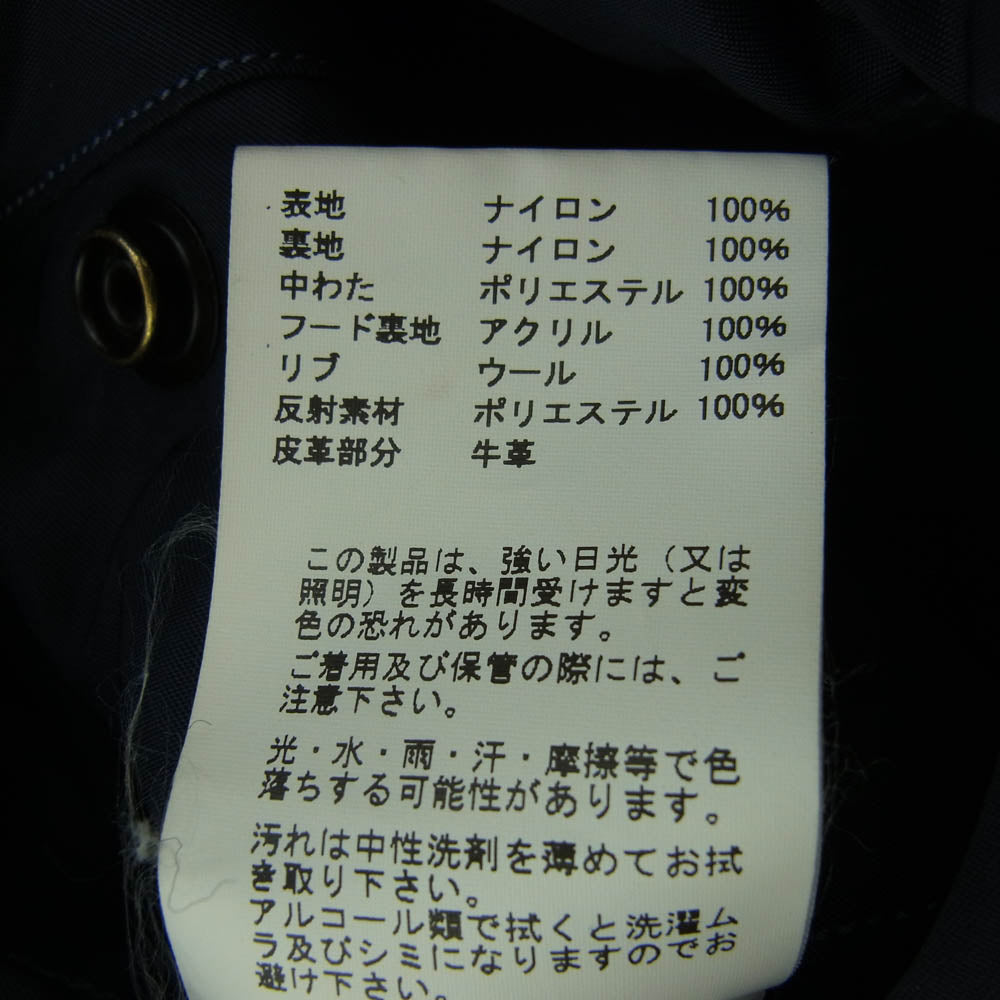 表地 ナイロン 100%
裏地 ナイロン 100%
中わた ポリエステル 100%
フード裏地 アクリル 100%
リブ ウール 100%
反射素材 ポリエステル 100%
皮革部分 牛革
この製品は、強い日光（又は
照明）を長時間受けますと変
色の恐れがあります。
ご着用及び保管の際には、ご
注意下さい。
光・水・雨・汗・摩擦等で色
落ちする可能性があります。
汚れは中性洗剤を薄めてお拭
き取り下さい。
アルコール類で拭くと洗濯ム
ラ及びシミになりますのでお
避け下さい。